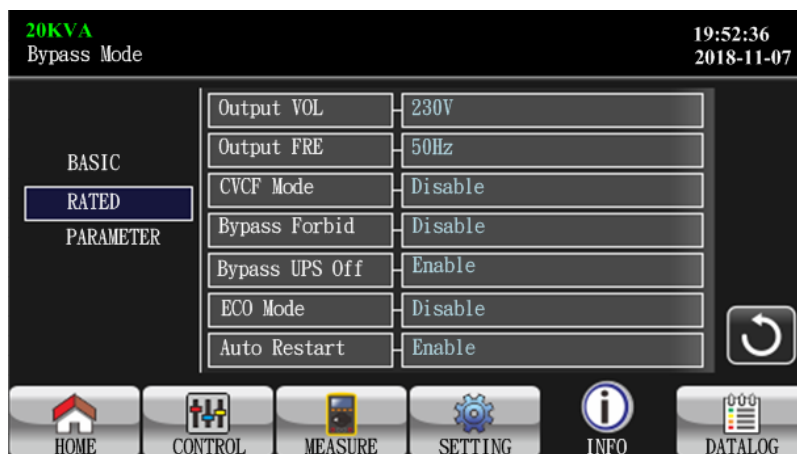 20KVA
Bypass Mode
19:52:36
2018-11-07
BASIC
RATED
PARAMETER
Output VOL 230V
Output FRE 50Hz
CVCF Mode Disable
Bypass Forbid Disable
Bypass UPS Off Enable
ECO Mode Disable
Auto Restart Enable
HOME CONTROL MEASURE SETTING INFO DATALOG